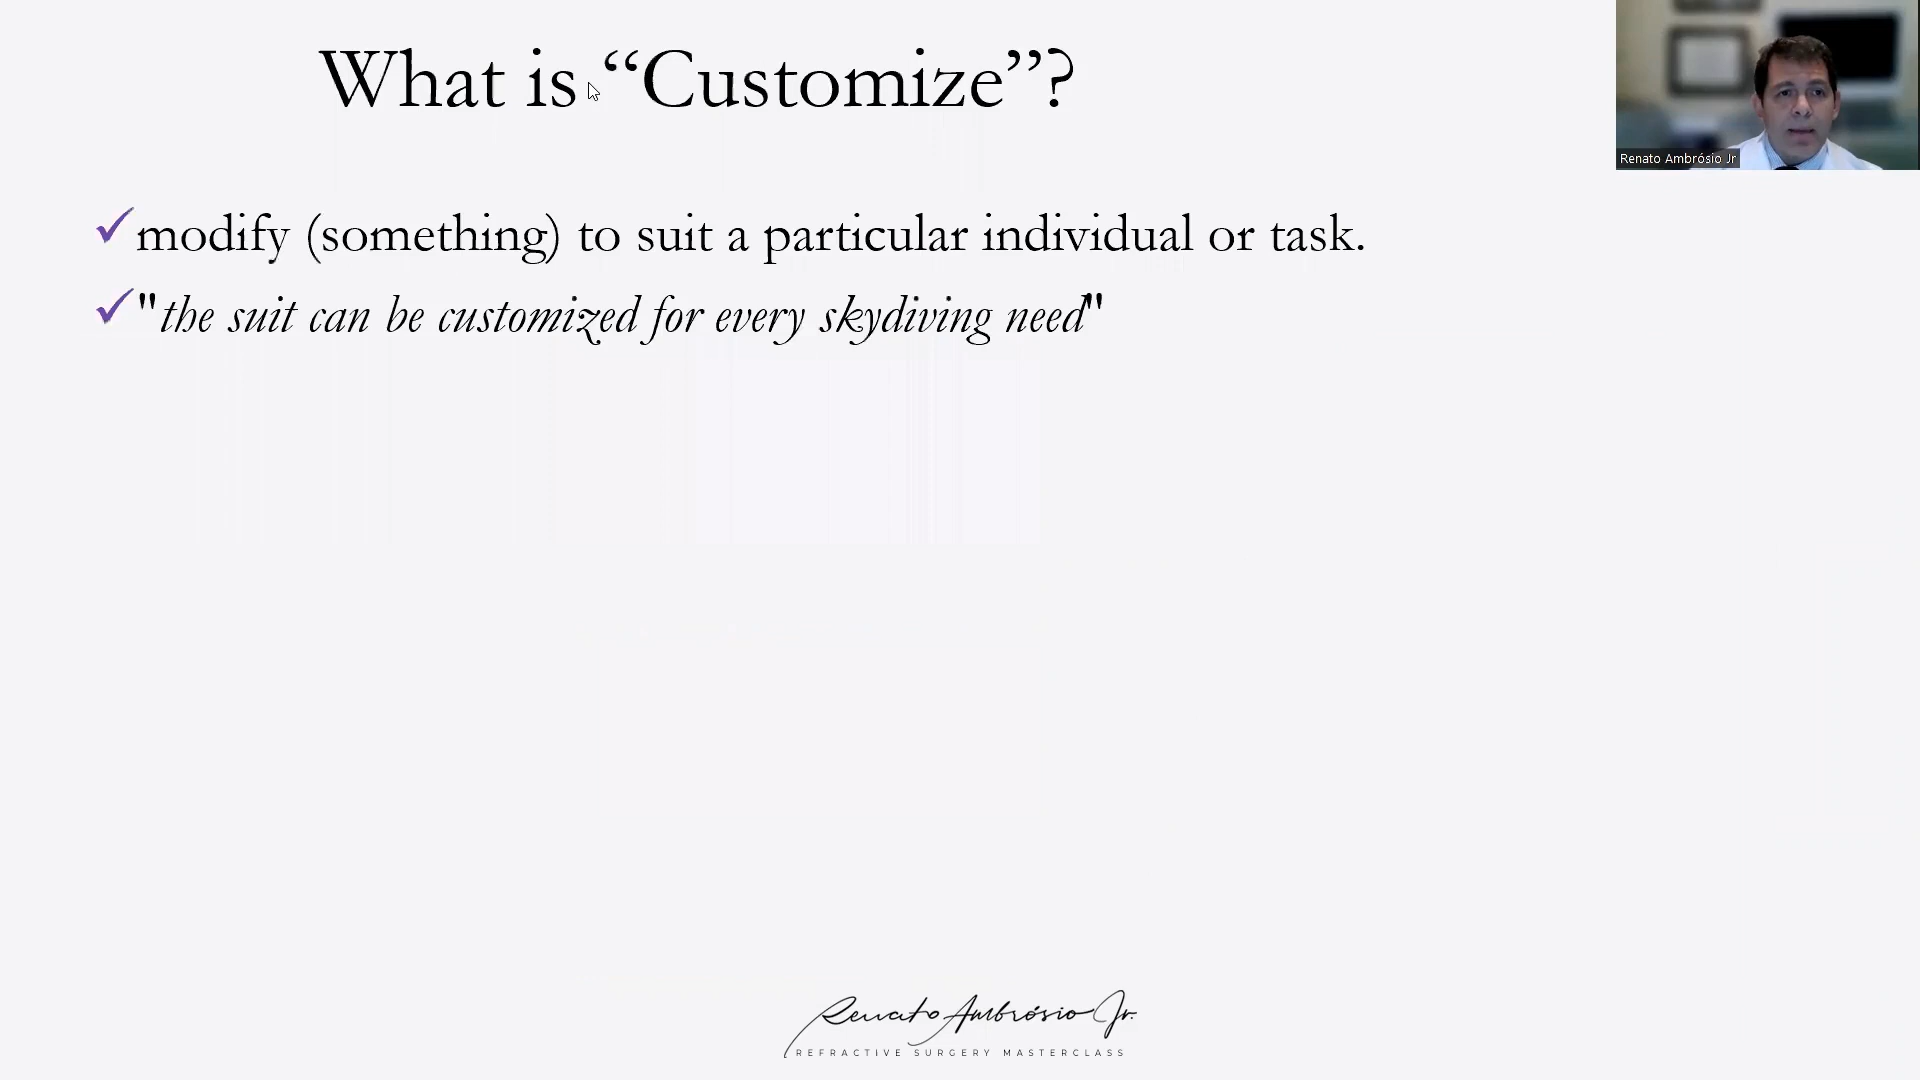 What is “Customize”?
Renato Ambrósio Jr
modify (something) to suit a particular individual or task.
"the suit can be customized for every skydiving need"
Renato Ambrósio Jr.
REFRACTIVE SURGERY MASTERCLASS